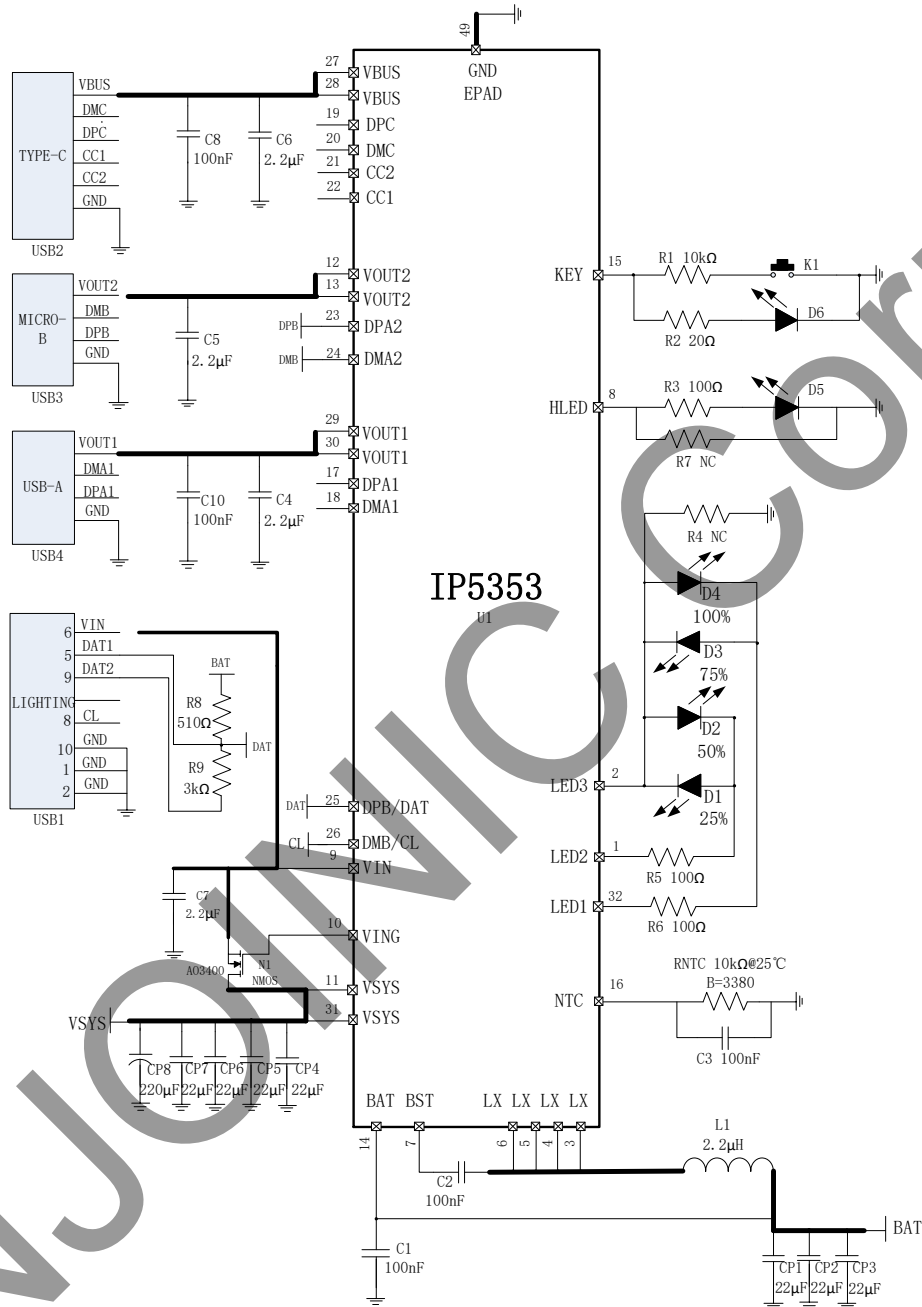 49
GND
EPAD
27
VBUS
28
VBUS
19
DPC
20
DMC
21
CC2
22
CC1
TYPE-C
VBUS
DMC
DPC
CC1
CC2
GND
USB2
C8
100nF
C6
2.2μF
12
VOUT2
13
VOUT2
23
DPA2
24
DMA2
DPB
DMB
MICRO-
B
VOUT2
DMB
DPB
GND
USB3
C5
2.2μF
29
VOUT1
30
VOUT1
17
DPA1
18
DMA1
USB-A
VOUT1
DMA1
DPA1
GND
USB4
C10
100nF
C4
2.2μF
IP5353
U1
KEY
15
R1 10kΩ
K1
R2 20Ω
D6
HLED
8
R3 100Ω
D5
R7 NC
R4 NC
D4
100%
D3
75%
D2
50%
D1
25%
LED3
2
LED2
1
R5 100Ω
LED1
32
R6 100Ω
NTC
16
RNTC 10kΩ@25℃
B=3380
C3 100nF
LIGHTING
6 VIN
5 DAT1
9 DAT2
8 CL
10 GND
1 GND
2 GND
USB1
BAT
R8
510Ω
DAT
R9
3kΩ
DAT
25
DPB/DAT
CL
26
DMB/CL
9
VIN
C7
2.2μF
10
VING
AO3400
N1
NMOS
11
VSYS
31
VSYS
VSYS
CP8
220μF
CP7
22μF
CP6
22μF
CP5
22μF
CP4
22μF
BAT BST LX LX LX LX
14
7
6
5
4
3
C2
100nF
L1
2.2μH
C1
100nF
BAT
CP1
22μF
CP2
22μF
CP3
22μF
INJOINIC Corp